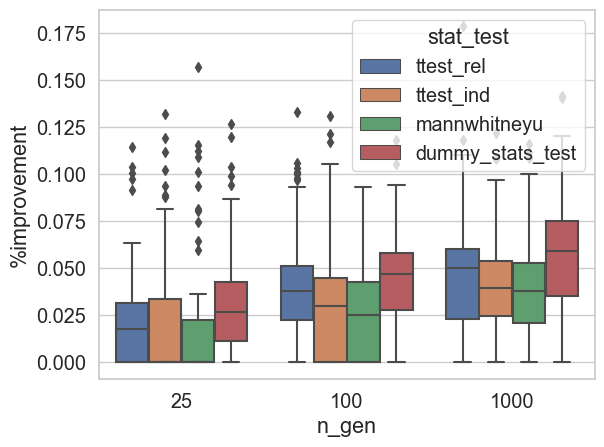 %improvement
0.175
0.150
0.125
0.100
0.075
0.050
0.025
0.000
stat_test
ttest_rel
ttest_ind
mannwhitneyu
dummy_stats_test
25
100
1000
n_gen